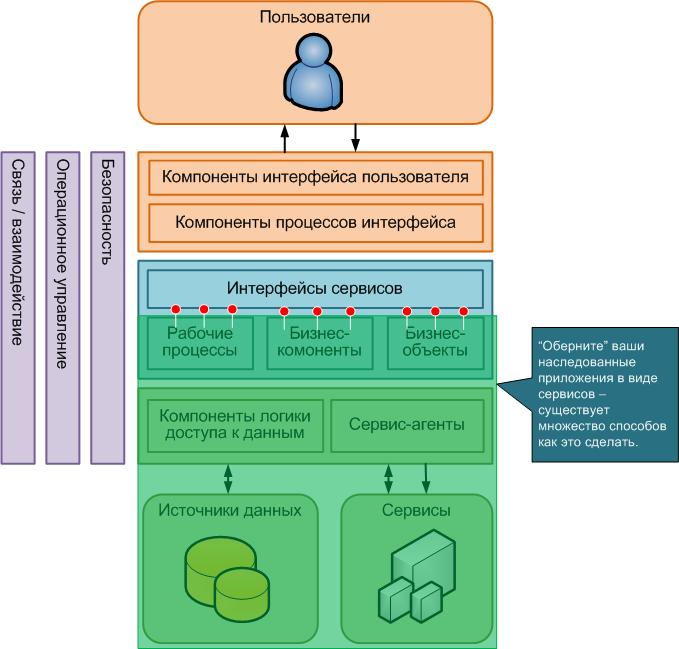 Пользователи
Связь / взаимодействие
Операционное управление
Безопасность
Компоненты интерфейса пользователя
Компоненты процессов интерфейса
Интерфейсы сервисов
Рабочие
процессы
Бизнес-
комоненты
Бизнес-
объекты
“Оберните” ваши
наследованные
приложения в виде
сервисов –
существует
множество способов
как это сделать.
Компоненты логики
доступа к данным
Сервис-агенты
Источники данных
Сервисы